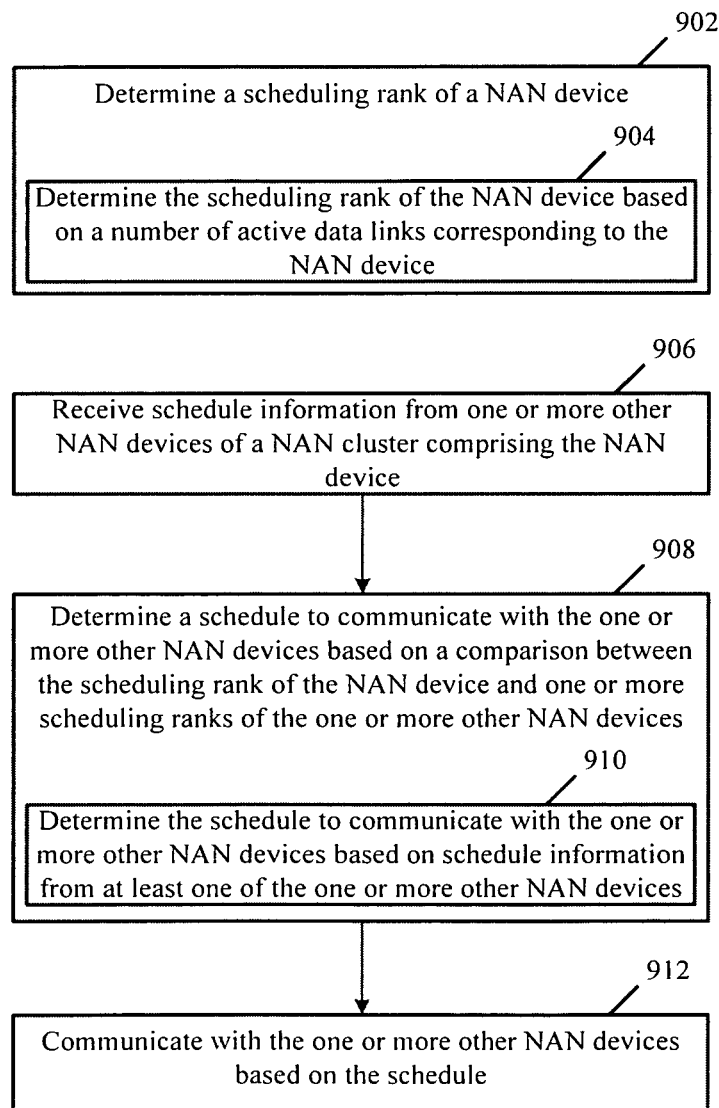 902
Determine a scheduling rank of a NAN device
904
Determine the scheduling rank of the NAN device based
on a number of active data links corresponding to the
NAN device
906
Receive schedule information from one or more other
NAN devices of a NAN cluster comprising the NAN
device
908
Determine a schedule to communicate with the one or
more other NAN devices based on a comparison between
the scheduling rank of the NAN device and one or more
scheduling ranks of the one or more other NAN devices
910
Determine the schedule to communicate with the one or
more other NAN devices based on schedule information
from at least one of the one or more other NAN devices
912
Communicate with the one or more other NAN devices
based on the schedule